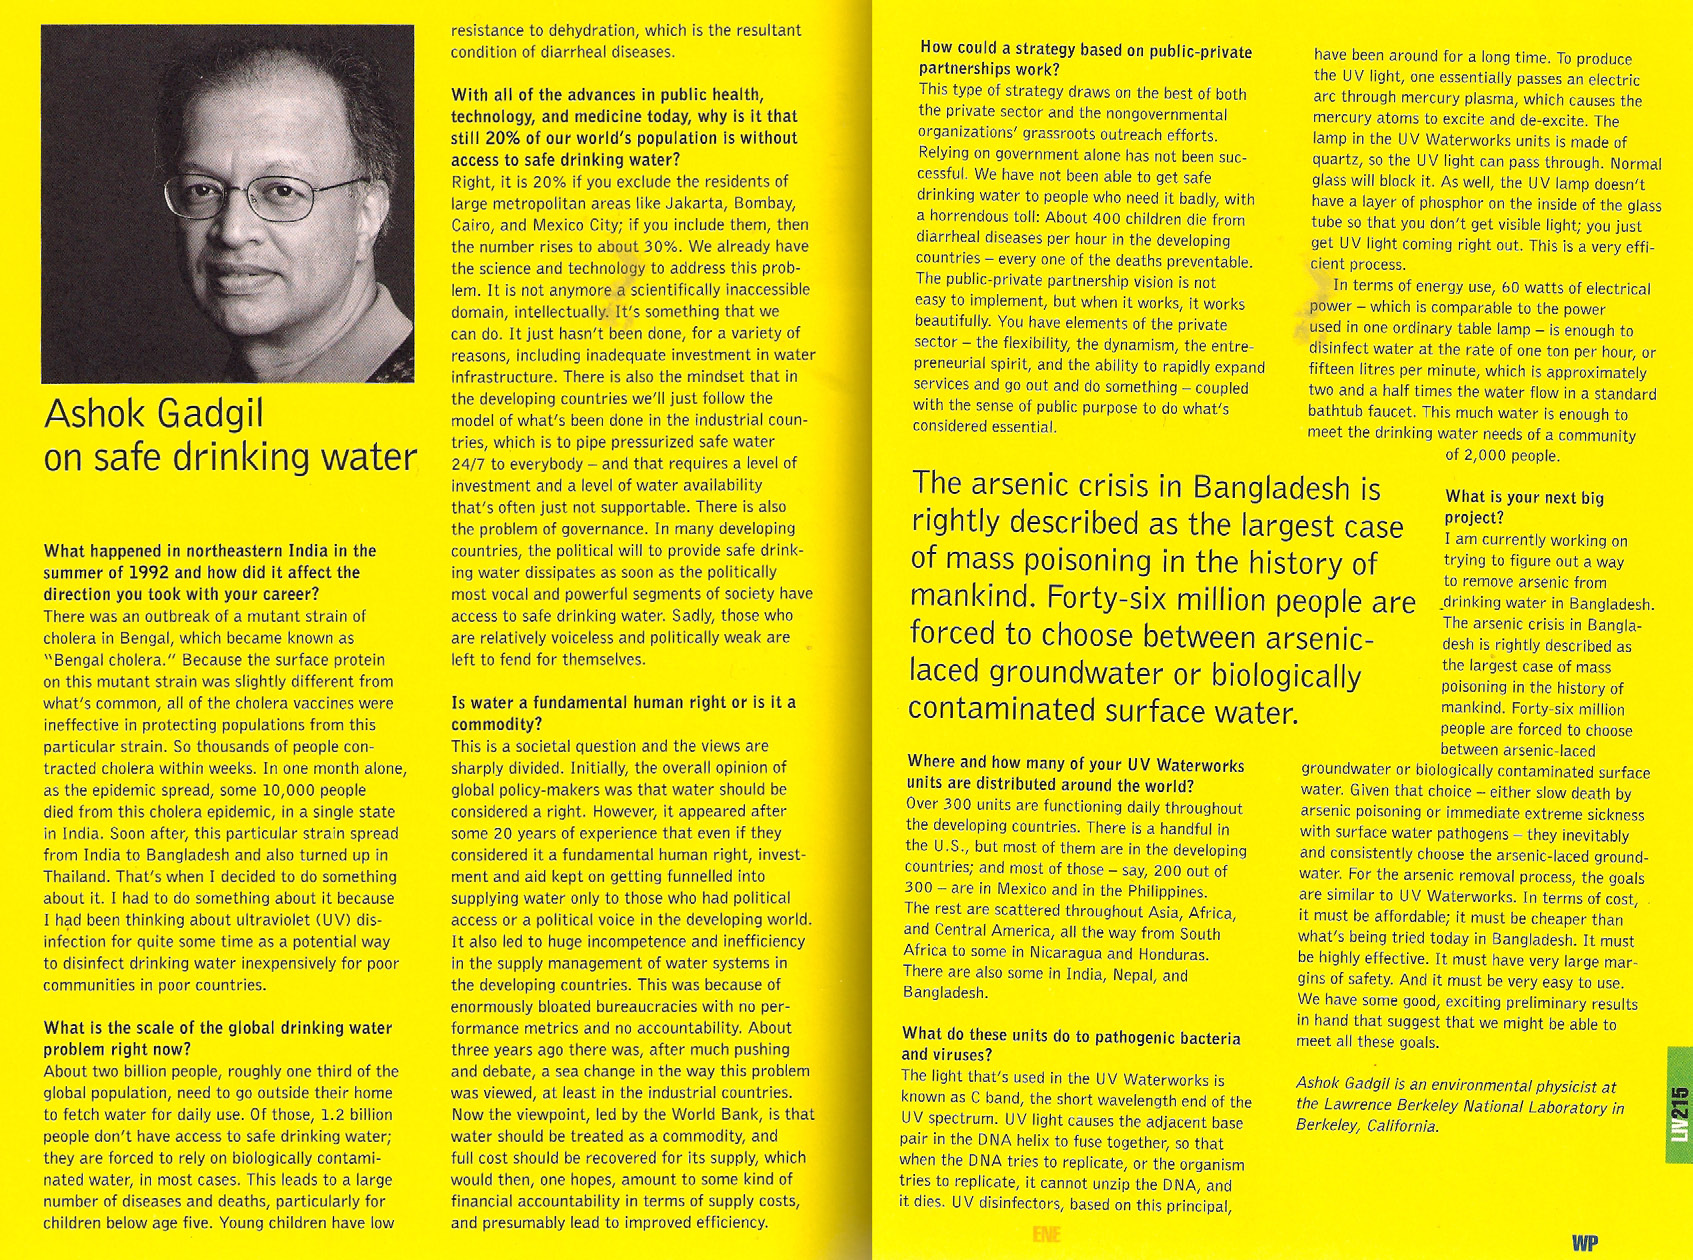 Ashok Gadgil
on safe drinking water
What happened in northeastern India in the
summer of 1992 and how did it affect the
direction you took with your career?
There was an outbreak of a mutant strain of
cholera in Bengal, which became known as
“Bengal cholera.” Because the surface protein
on this mutant strain was slightly different from
what’s common, all of the cholera vaccines were
ineffective in protecting populations from this
particular strain. So thousands of people con-
tracted cholera within weeks. In one month alone,
as the epidemic spread, some 10,000 people
died from this cholera epidemic, in a single state
in India. Soon after, this particular strain spread
from India to Bangladesh and also turned up in
Thailand. That’s when I decided to do something
about it. I had to do something about it because
I had been thinking about ultraviolet (UV) dis-
infection for quite some time as a potential way
to disinfect drinking water inexpensively for poor
communities in poor countries.
What is the scale of the global drinking water
problem right now?
About two billion people, roughly one third of the
global population, need to go outside their home
to fetch water for daily use. Of those, 1.2 billion
people don’t have access to safe drinking water;
they are forced to rely on biologically contami-
nated water, in most cases. This leads to a large
number of diseases and deaths, particularly for
children below age five. Young children have low
resistance to dehydration, which is the resultant
condition of diarrheal diseases.
With all of the advances in public health,
technology, and medicine today, why is it that
still 20% of our world’s population is without
access to safe drinking water?
Right, it is 20% if you exclude the residents of
large metropolitan areas like Jakarta, Bombay,
Cairo, and Mexico City; if you include them, then
the number rises to about 30%. We already have
the science and technology to address this prob-
lem. It is not anymore a scientifically inaccessible
domain, intellectually. It’s something that we
can do. It just hasn’t been done, for a variety of
reasons, including inadequate investment in water
infrastructure. There is also the mindset that in
the developing countries we’ll just follow the
model of what’s been done in the industrial coun-
tries, which is to pipe pressurized safe water
24/7 to everybody – and that requires a level of
investment and a level of water availability
that’s often just not supportable. There is also
the problem of governance. In many developing
countries, the political will to provide safe drink-
ing water dissipates as soon as the politically
most vocal and powerful segments of society have
access to safe drinking water. Sadly, those who
are relatively voiceless and politically weak are
left to fend for themselves.
Is water a fundamental human right or is it a
commodity?
This is a societal question and the views are
sharply divided. Initially, the overall opinion of
global policy-makers was that water should be
considered a right. However, it appeared after
some 20 years of experience that even if they
considered it a fundamental human right, invest-
ment and aid kept on getting funnelled into
supplying water only to those who had political
access or a political voice in the developing world.
It also led to huge incompetence and inefficiency
in the supply management of water systems in
the developing countries. This was because of
enormously bloated bureaucracies with no per-
formance metrics and no accountability. About
three years ago there was, after much pushing
and debate, a sea change in the way this problem
was viewed, at least in the industrial countries.
Now the viewpoint, led by the World Bank, is that
water should be treated as a commodity, and
full cost should be recovered for its supply, which
would then, one hopes, amount to some kind of
financial accountability in terms of supply costs,
and presumably lead to improved efficiency.
How could a strategy based on public-private
partnerships work?
This type of strategy draws on the best of both
the private sector and the nongovernmental
organizations’ grassroots outreach efforts.
Relying on government alone has not been suc-
cessful. We have not been able to get safe
drinking water to people who need it badly, with
a horrendous toll: About 400 children die from
diarrheal diseases per hour in the developing
countries – every one of the deaths preventable.
The public-private partnership vision is not
easy to implement, but when it works, it works
beautifully. You have elements of the private
sector – the flexibility, the dynamism, the entre-
preneurial spirit, and the ability to rapidly expand
services and go out and do something – coupled
with the sense of public purpose to do what’s
considered essential.
The arsenic crisis in Bangladesh is
rightly described as the largest case
of mass poisoning in the history of
mankind. Forty-six million people are
forced to choose between arsenic-
laced groundwater or biologically
contaminated surface water.
Where and how many of your UV Waterworks
units are distributed around the world?
Over 300 units are functioning daily throughout
the developing countries. There is a handful in
the U.S., but most of them are in the developing
countries; and most of those – say, 200 out of
300 – are in Mexico and in the Philippines.
The rest are scattered throughout Asia, Africa,
and Central America, all the way from South
Africa to some in Nicaragua and Honduras.
There are also some in India, Nepal, and
Bangladesh.
What do these units do to pathogenic bacteria
and viruses?
The light that’s used in the UV Waterworks is
known as C band, the short wavelength end of the
UV spectrum. UV light causes the adjacent base
pair in the DNA helix to fuse together, so that
when the DNA tries to replicate, or the organism
tries to replicate, it cannot unzip the DNA, and
it dies. UV disinfectors, based on this principal,
have been around for a long time. To produce
the UV light, one essentially passes an electric
arc through mercury plasma, which causes the
mercury atoms to excite and de-excite. The
lamp in the UV Waterworks units is made of
quartz, so the UV light can pass through. Normal
glass will block it. As well, the UV lamp doesn’t
have a layer of phosphor on the inside of the glass
tube so that you don’t get visible light; you just
get UV light coming right out. This is a very effi-
cient process.
In terms of energy use, 60 watts of electrical
power – which is comparable to the power
used in one ordinary table lamp – is enough to
disinfect water at the rate of one ton per hour, or
fifteen litres per minute, which is approximately
two and a half times the water flow in a standard
bathtub faucet. This much water is enough to
meet the drinking water needs of a community
of 2,000 people.
What is your next big
project?
I am currently working on
trying to figure out a way
to remove arsenic from
drinking water in Bangladesh.
The arsenic crisis in Bangla-
desh is rightly described as
the largest case of mass
poisoning in the history of
mankind. Forty-six million
people are forced to choose
between arsenic-laced
groundwater or biologically contaminated surface
water. Given that choice – either slow death by
arsenic poisoning or immediate extreme sickness
with surface water pathogens – they inevitably
and consistently choose the arsenic-laced ground-
water. For the arsenic removal process, the goals
are similar to UV Waterworks. In terms of cost,
it must be affordable; it must be cheaper than
what’s being tried today in Bangladesh. It must
be highly effective. It must have very large mar-
gins of safety. And it must be very easy to use.
We have some good, exciting preliminary results
in hand that suggest that we might be able to
meet all these goals.
Ashok Gadgil is an environmental physicist at
the Lawrence Berkeley National Laboratory in
Berkeley, California.
LIV215
ENE
WP